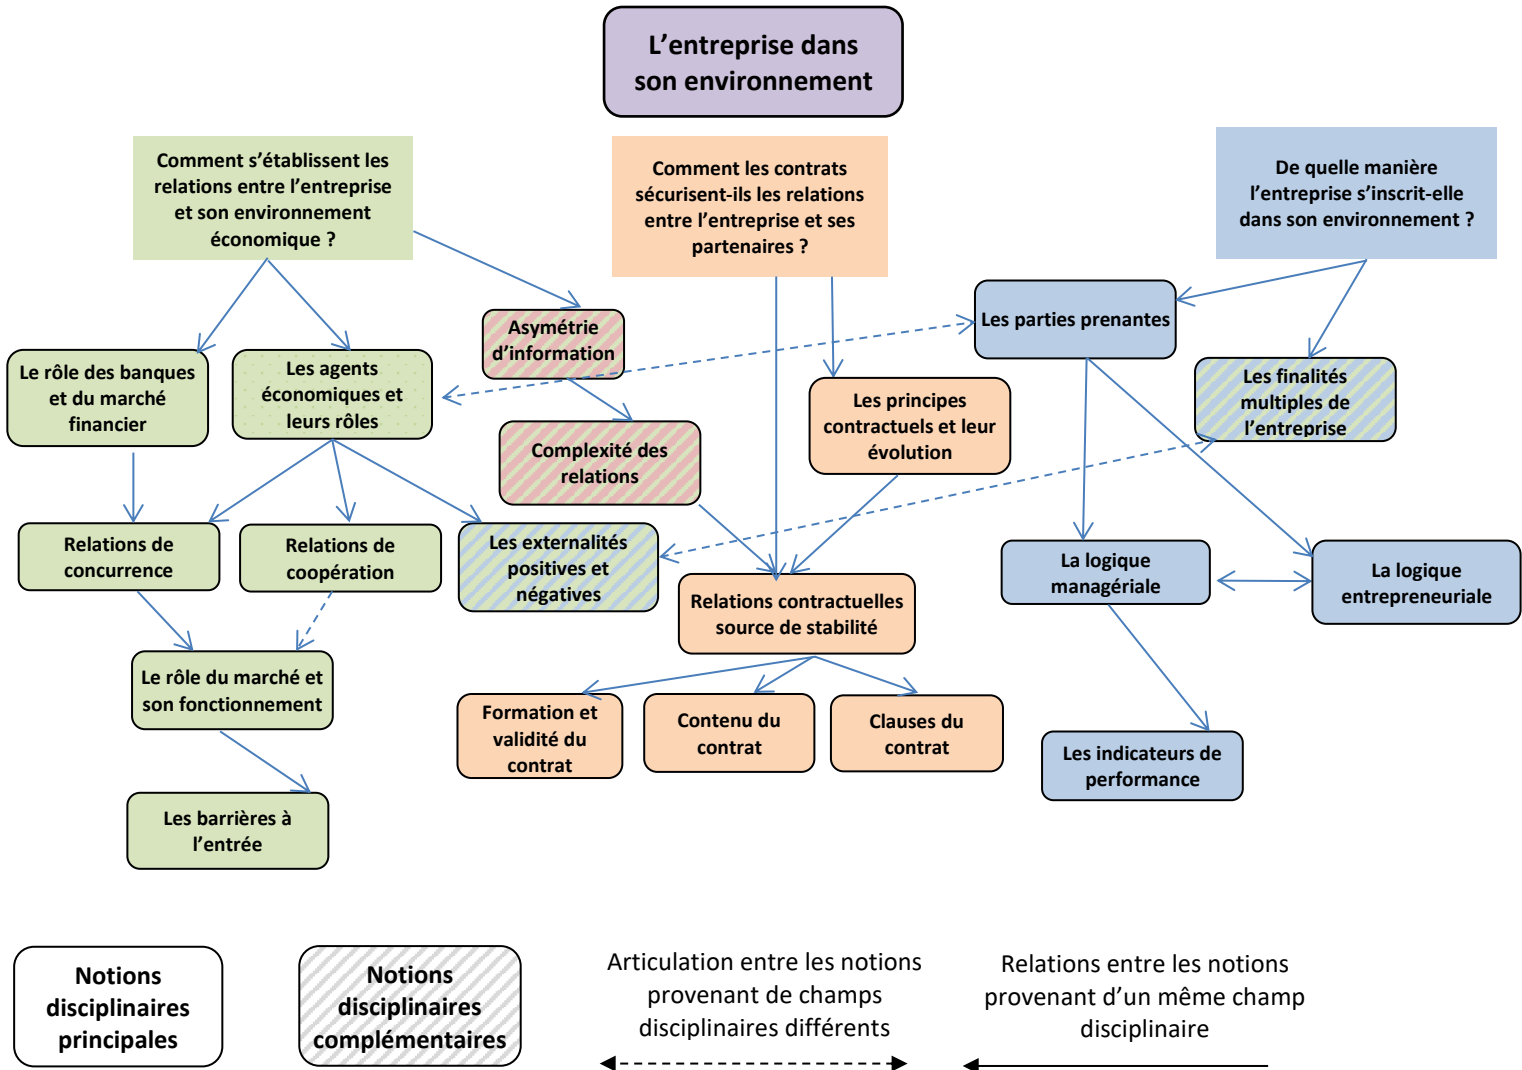 L’entreprise dans
son environnement
Comment s’établissent les
relations entre l’entreprise
et son environnement
économique ?
Comment les contrats
sécurisent-ils les relations
entre l’entreprise et ses
partenaires ?
De quelle manière
l’entreprise s’inscrit-elle
dans son environnement ?
Asymétrie
d’information
Les parties prenantes
Le rôle des banques
et du marché
financier
Les agents
économiques et
leurs rôles
Les finalités
multiples de
l’entreprise
Les principes
contractuels et leur
évolution
Complexité des
relations
Relations de
concurrence
Relations de
coopération
Les externalités
positives et
négatives
La logique
managériale
La logique
entrepreneuriale
Relations contractuelles
source de stabilité
Le rôle du marché et
son fonctionnement
Formation et
validité du
contrat
Contenu du
contrat
Clauses du
contrat
Les indicateurs de
performance
Les barrières à
l’entrée
Notions
disciplinaires
principales
Notions
disciplinaires
complémentaires
Articulation entre les notions
provenant de champs
disciplinaires différents
Relations entre les notions
provenant d’un même champ
disciplinaire